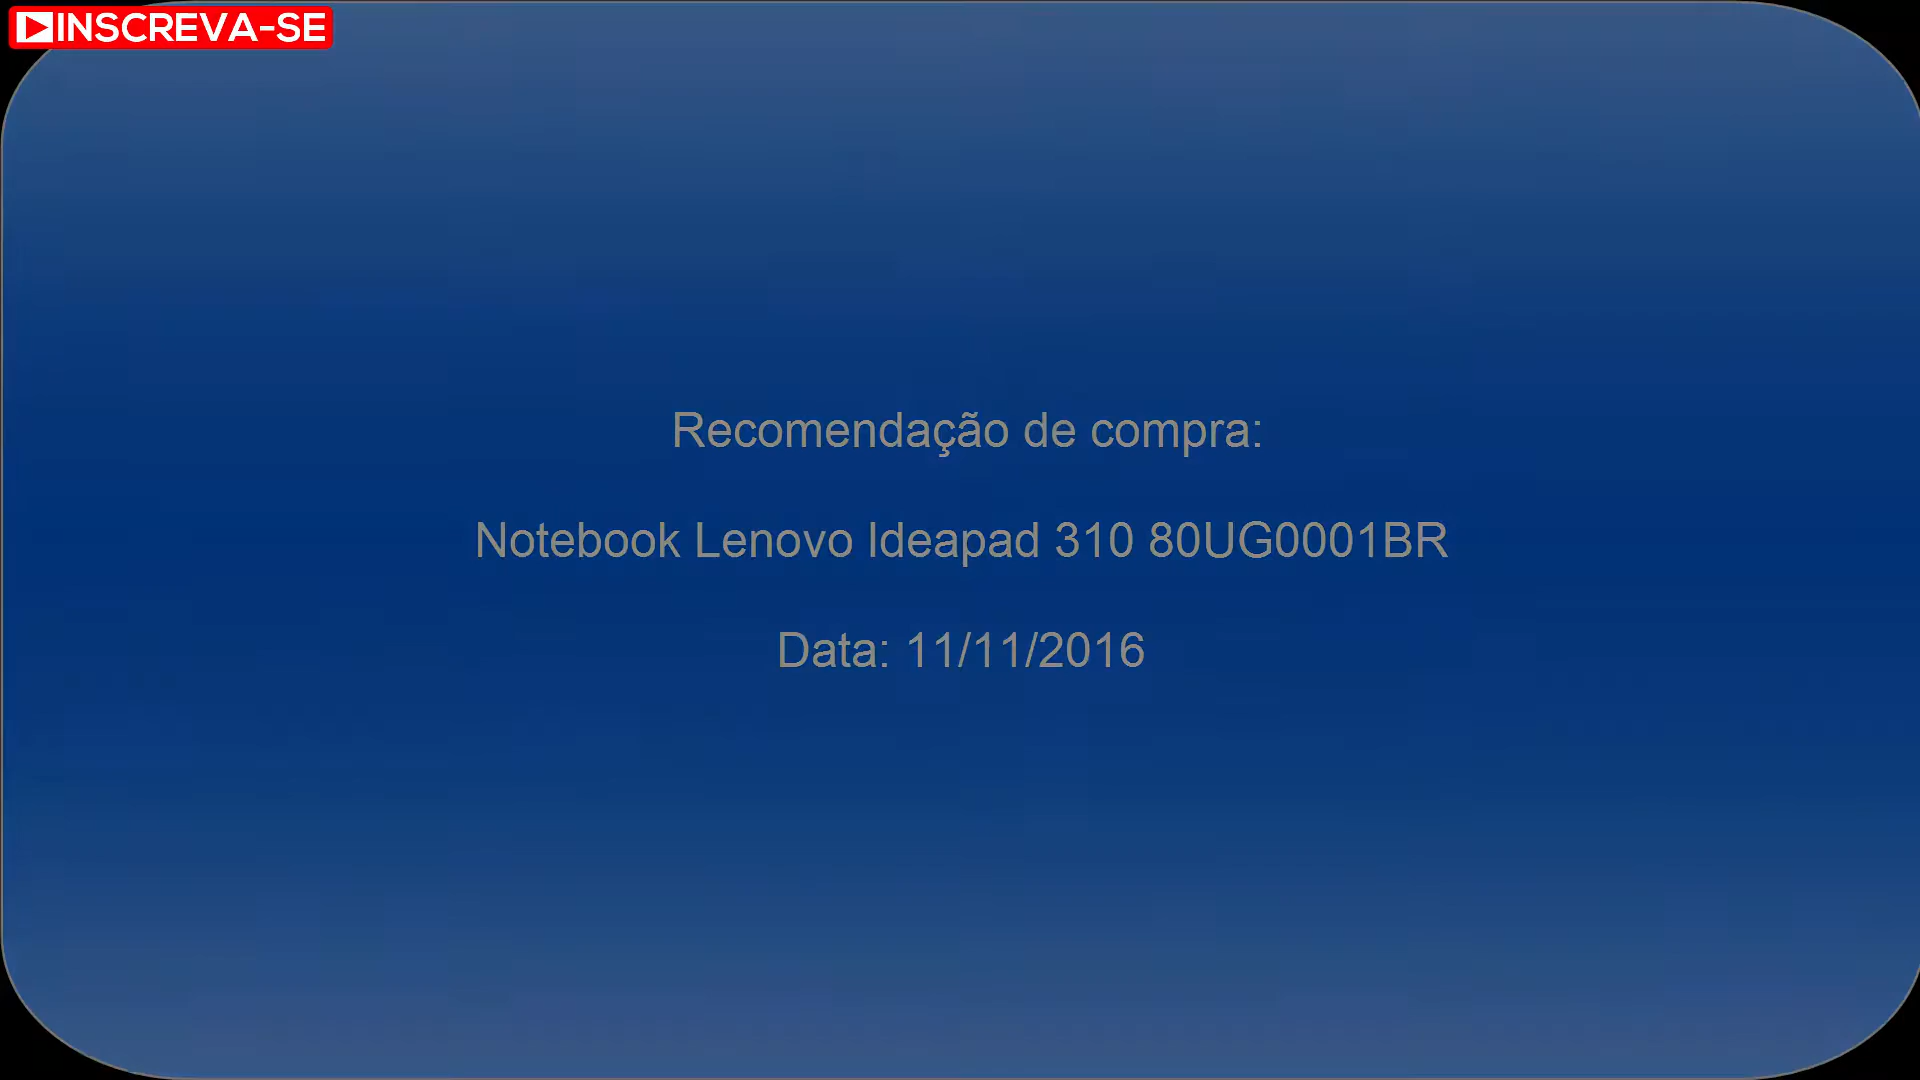 INSCREVA-SE
Recomendação de compra:
Notebook Lenovo Ideapad 310 80UG0001BR
Data: 11/11/2016